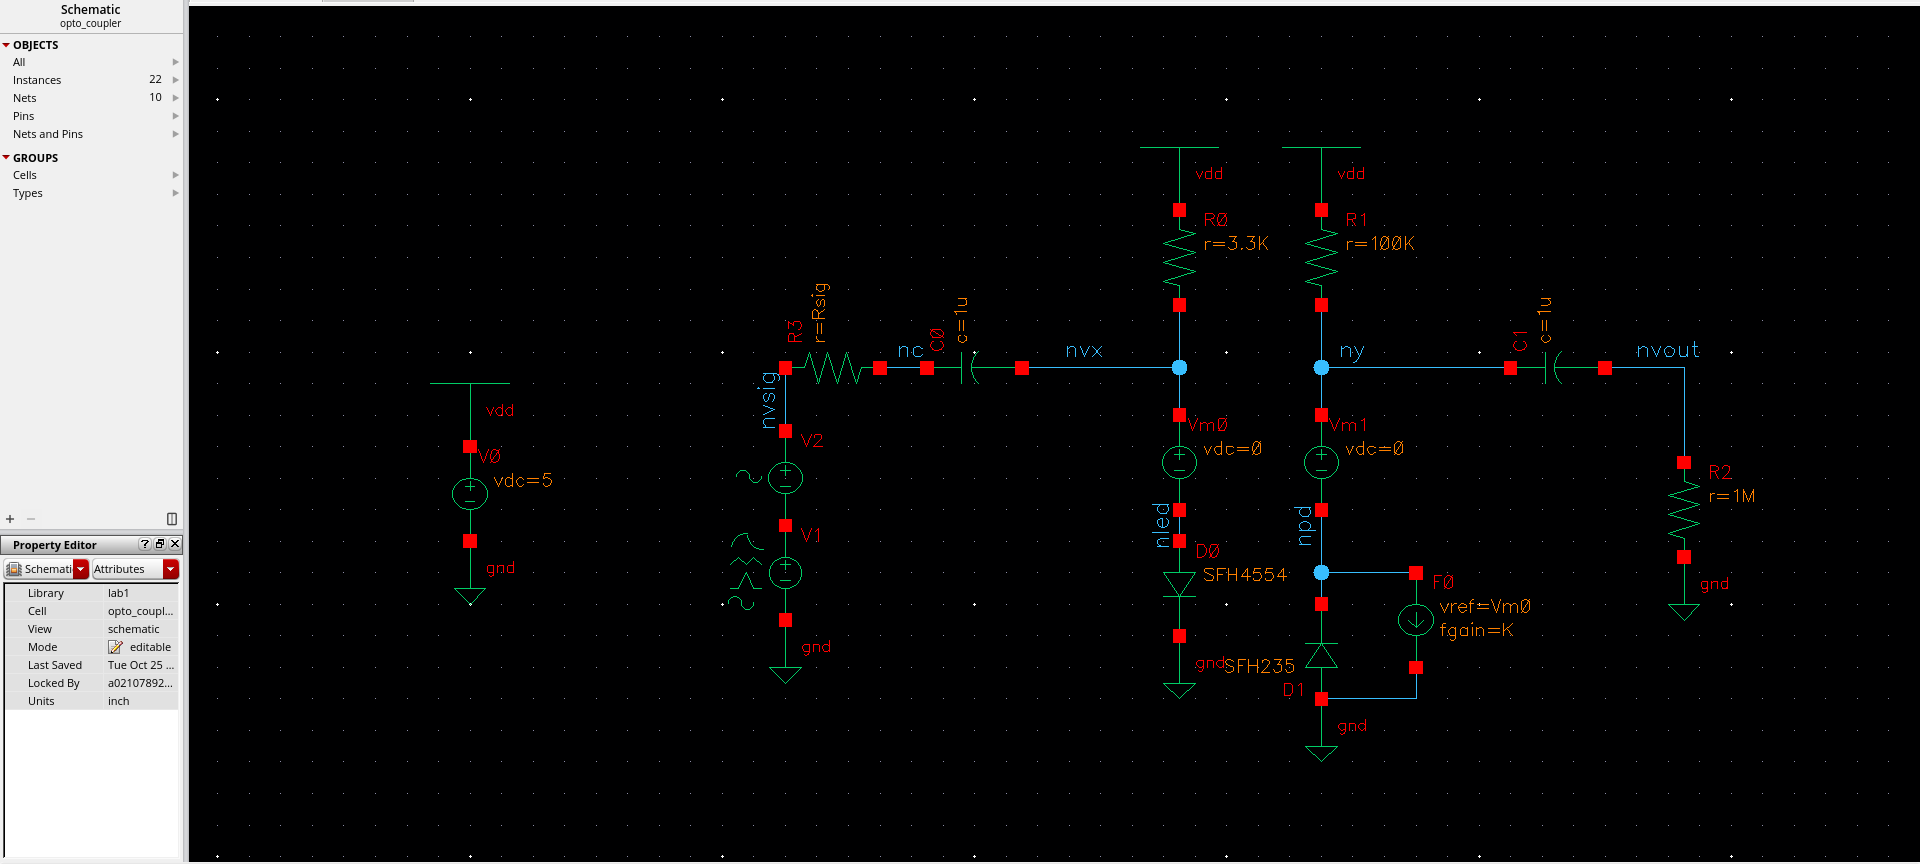 Schematic
opto_coupler
OBJECTS
All
Instances 22
Nets 10
Pins
Nets and Pins
GROUPS
Cells
Types
+ −
Property Editor ?
Schemati Attributes
Library lab1
Cell opto_coupl...
View schematic
Mode editable
Last Saved Tue Oct 25 ...
Locked By a02107892...
Units inch
vdd
V0
vdc=5
gnd
nvsig
R3
r=Rsig
V2
V1
gnd
nc
C0
c=1u
nvx
vdd
R0
r=3.3K
Vm0
vdc=0
nled
D0
SFH4554
gnd
vdd
R1
r=100K
ny
Vm1
vdc=0
npd
SFH235
D1
gnd
F0
vref=Vm0
fgain=K
C1
c=1u
nvout
R2
r=1M
gnd